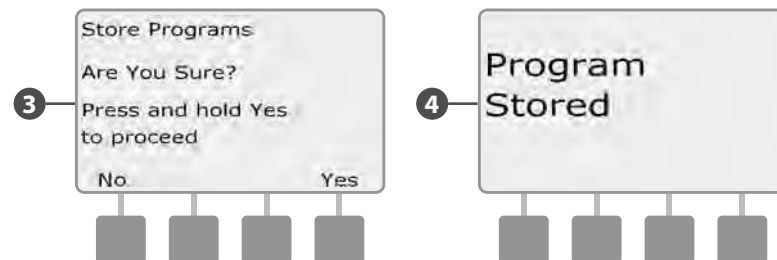 3
Store Programs
Are You Sure?
Press and hold Yes
to proceed
No Yes
4
Program
Stored